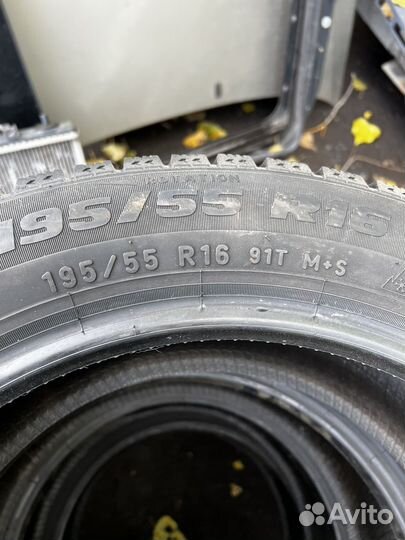 ROTATION
195/55 R16
195/55 R16 91T M+S
Avito